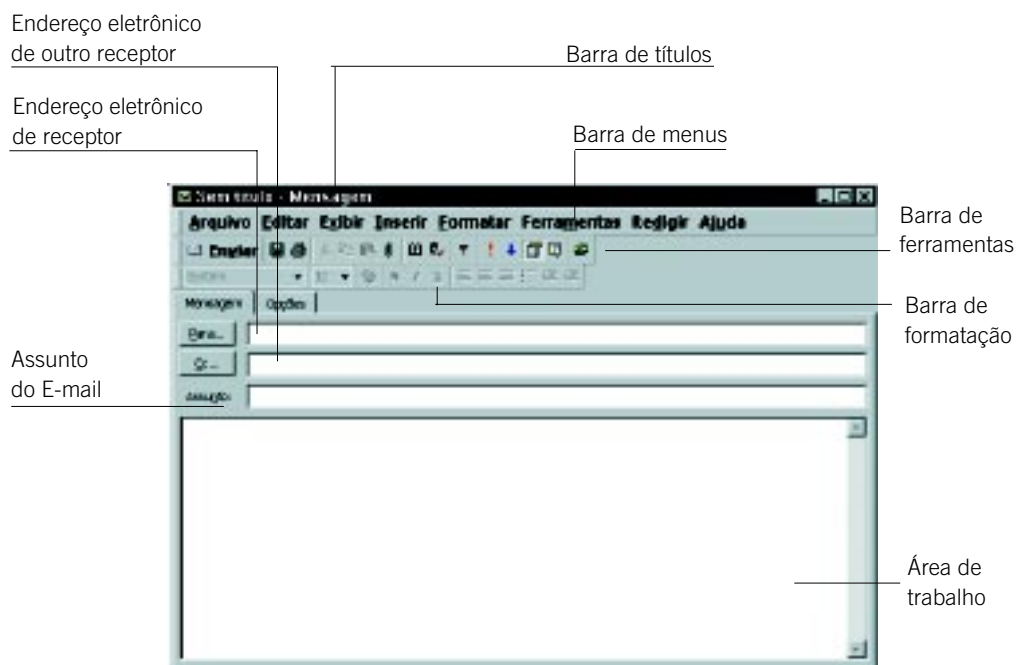 Endereço eletrônico
de outro receptor
Barra de títulos
Endereço eletrônico
de receptor
Barra de menus
Sem título - Mensagem
Arquivo Editar Exibir Inserir Formatar Ferramentas Redigir Ajuda
Barra de
ferramentas
Enviar
Mensagem Opções
Barra de
formatação
Para...
Cc...
Assunto
do E-mail
Assunto:
Área de
trabalho